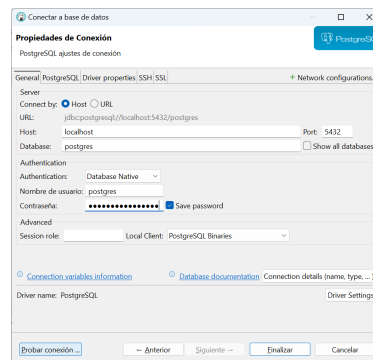 Conectar a base de datos
Propiedades de Conexión
PostgreSQL ajustes de conexión
PostgreSQL
General PostgreSQL Driver properties SSH SSL + Network configurations.
Server
Connect by: Host URL
URL: jdbc:postgresql://localhost:5432/postgres
Host: localhost Port: 5432
Database: postgres Show all databases
Authentication
Authentication: Database Native
Nombre de usuario: postgres
Contraseña: •••••••••••••••• Save password
Advanced
Session role: Local Client: PostgreSQL Binaries
Connection variables information Database documentation Connection details (name, type, ... )
Driver name: PostgreSQL Driver Settings
Probar conexión ... ← Anterior Siguiente → Finalizar Cancelar